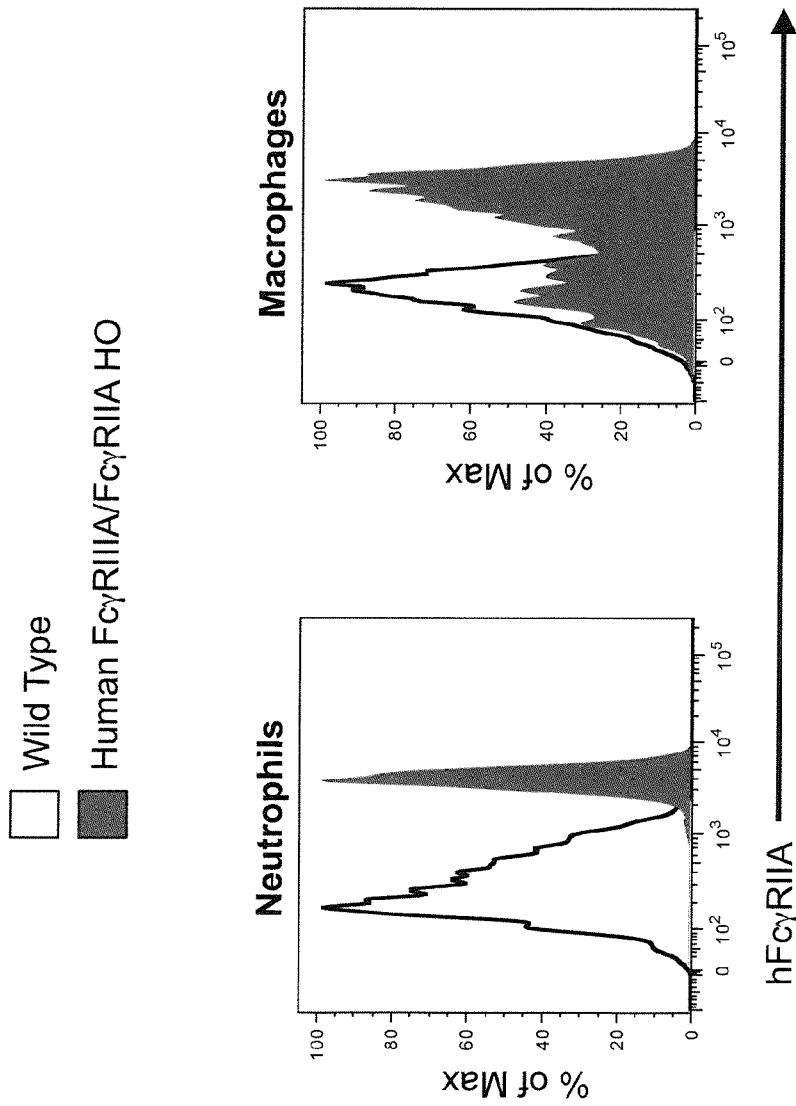 Wild Type
Human FcγRIIIA/FcγRIIA HO
Neutrophils
% of Max
100
80
60
40
20
0
0 10² 10³ 10⁴ 10⁵
Macrophages
% of Max
100
80
60
40
20
0
0 10² 10³ 10⁴ 10⁵
hFcγRIIA